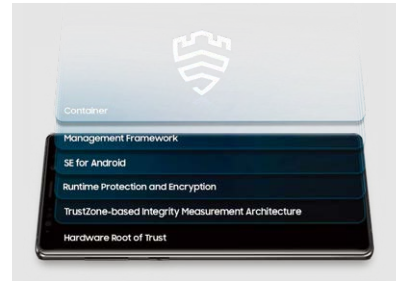 Container
Management Framework
SE for Android
Runtime Protection and Encryption
TrustZone-based Integrity Measurement Architecture
Hardware Root of Trust